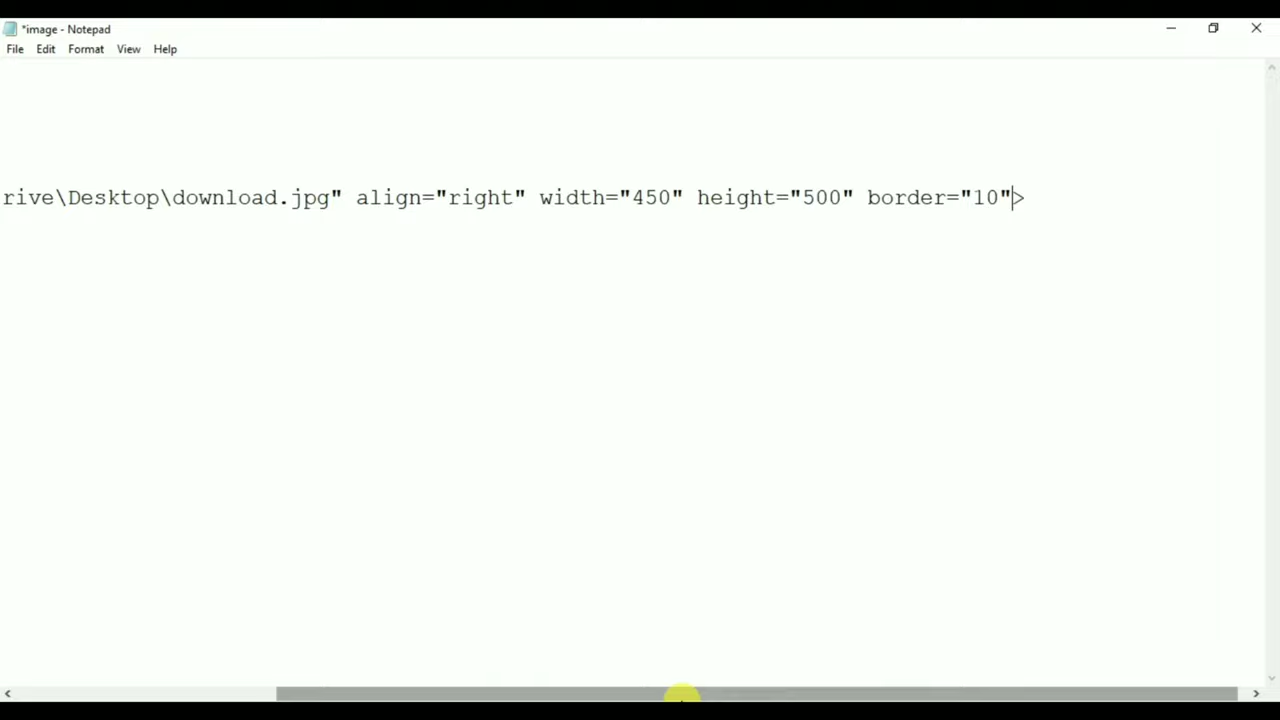 *image - Notepad
File Edit Format View Help
rive\Desktop\download.jpg" align="right" width="450" height="500" border="10">